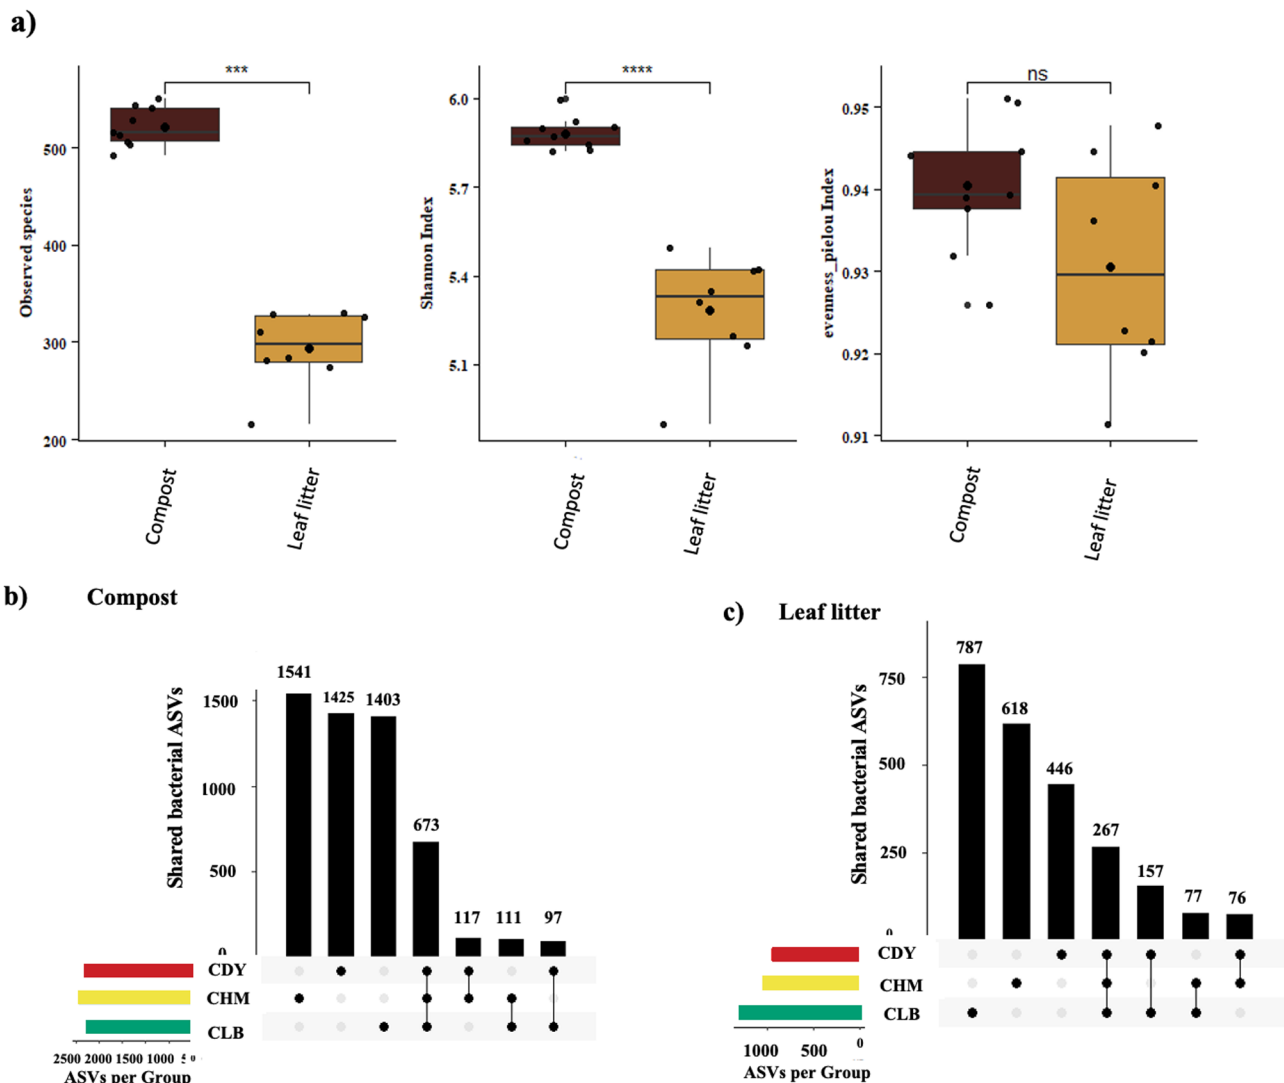 a)
***
****
ns
Observed species
500
400
300
200
Compost
Leaf litter
Shannon Index
6.0
5.7
5.4
5.1
Compost
Leaf litter
evenness_pielou Index
0.95
0.94
0.93
0.92
0.91
Compost
Leaf litter
b)
Compost
Shared bacterial ASVs
1500
1000
500
0
1541
1425
1403
673
117
111
97
CDY
CHM
CLB
2500 2000 1500 1000
ASVs per Group
c)
Leaf litter
Shared bacterial ASVs
750
500
250
0
787
618
446
267
157
77
76
CDY
CHM
CLB
1000 500 0
ASVs per Group